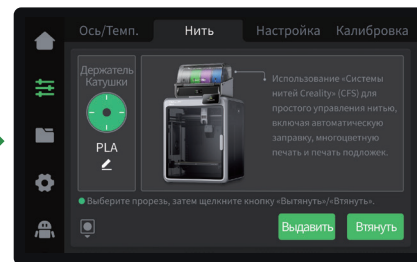 Ось/Темп. Нить Настройка Калибровка
Держатель
Катушки
PLA
Использование «Системы
нитей Creality» (CFS) для
простого управления нитью,
включая автоматическую
заправку, многоцветную
печать и печать подложек.
Выберите прорезь, затем щелкните кнопку «Вытянуть»/«Втянуть».
Выдавить Втянуть